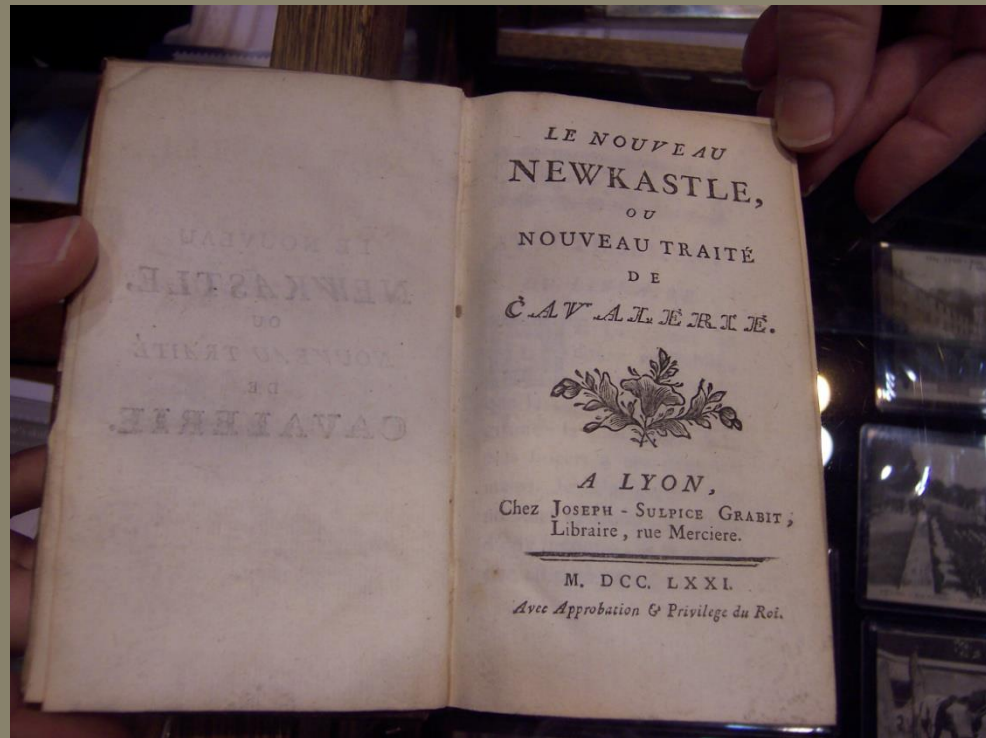 LE NOUVEAU
NEWKASTLE,
OU
NOUVEAU TRAITÉ
DE
CAVALERIE.
A LYON,
Chez JOSEPH-SULPICE GRABIT,
Libraire, rue Merciere.
M. DCC. LXXI.
Avec Approbation & Privilege du Roi.